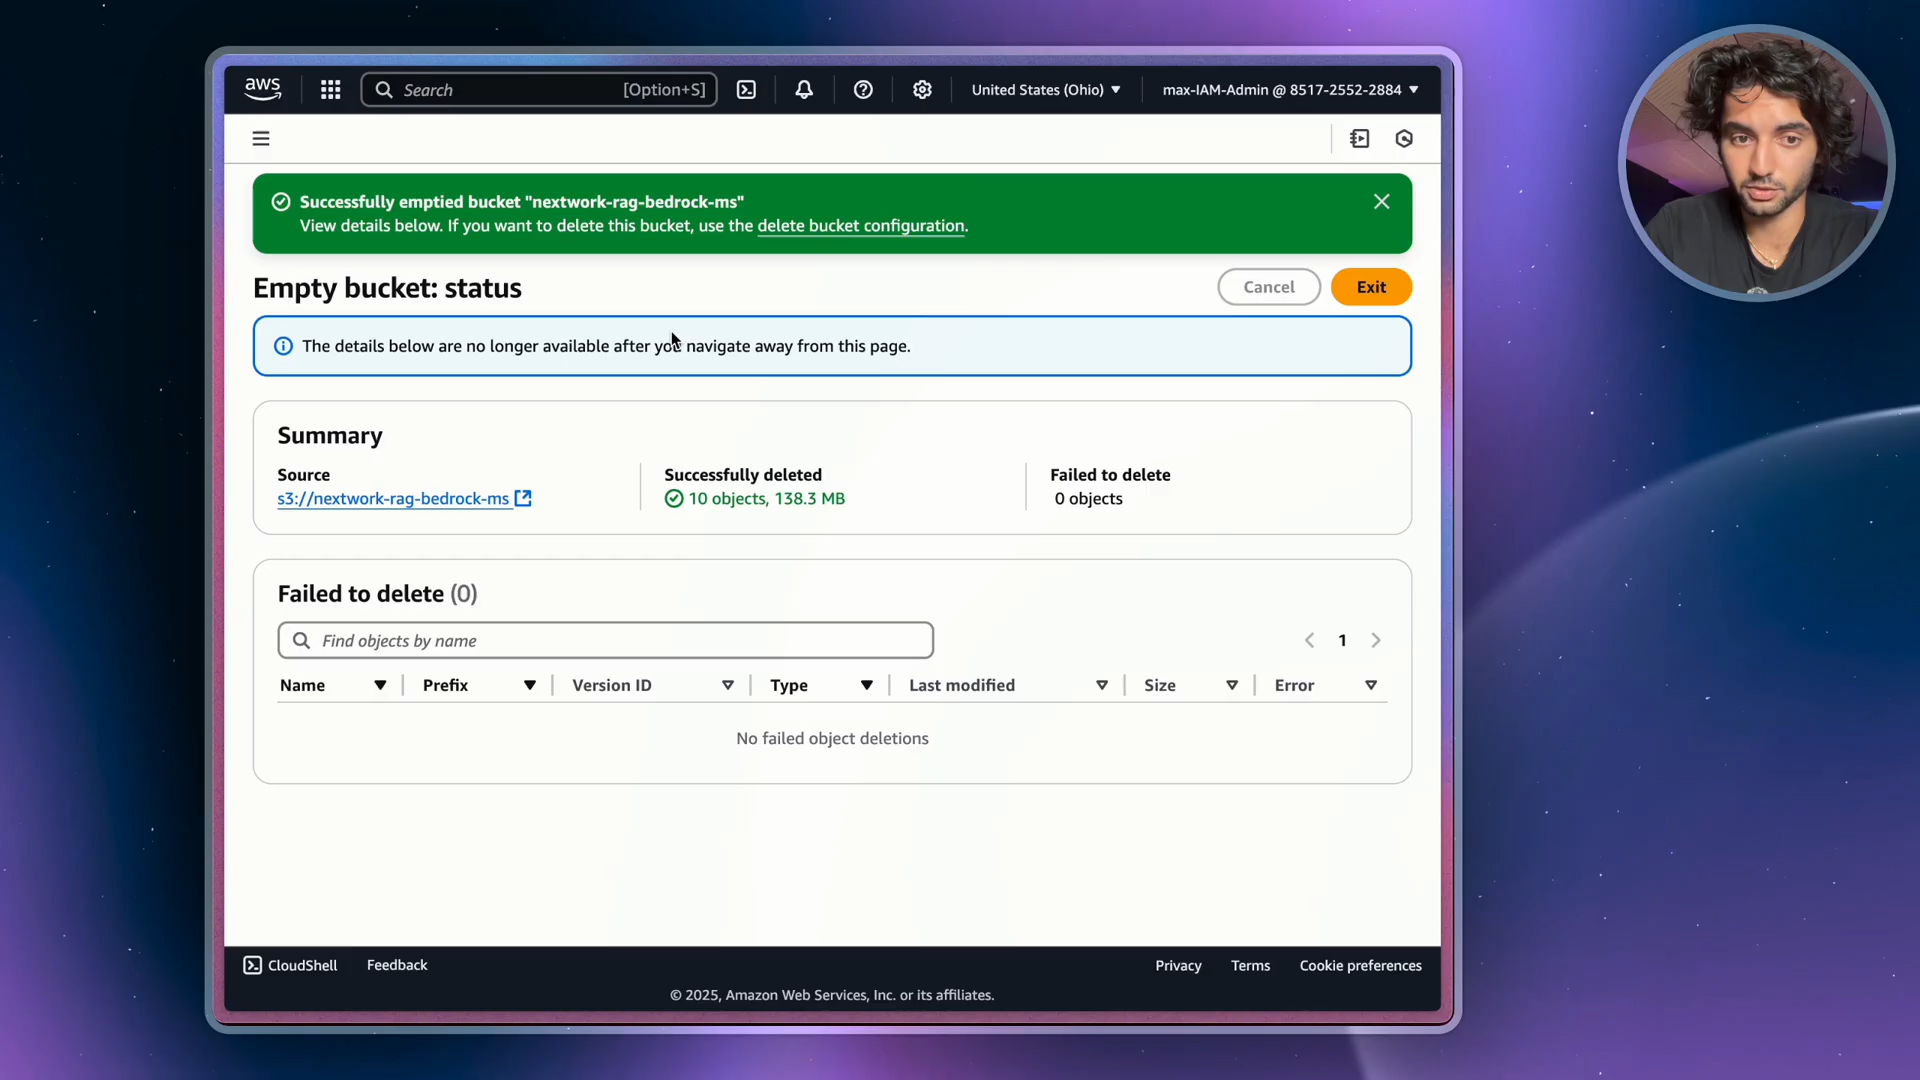 aws
Search [Option+S]
United States (Ohio)
max-IAM-Admin @ 8517-2552-2884
Successfully emptied bucket "nextwork-rag-bedrock-ms"
View details below. If you want to delete this bucket, use the delete bucket configuration.
Empty bucket: status
Cancel
Exit
The details below are no longer available after you navigate away from this page.
Summary
Source
Successfully deleted
Failed to delete
s3://nextwork-rag-bedrock-ms
10 objects, 138.3 MB
0 objects
Failed to delete (0)
Find objects by name
1
Name Prefix Version ID Type Last modified Size Error
No failed object deletions
CloudShell Feedback Privacy Terms Cookie preferences
© 2025, Amazon Web Services, Inc. or its affiliates.